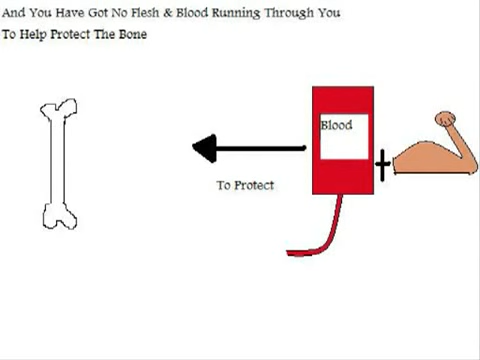 And You Have Got No Flesh & Blood Running Through You
To Help Protect The Bone
Blood
To Protect